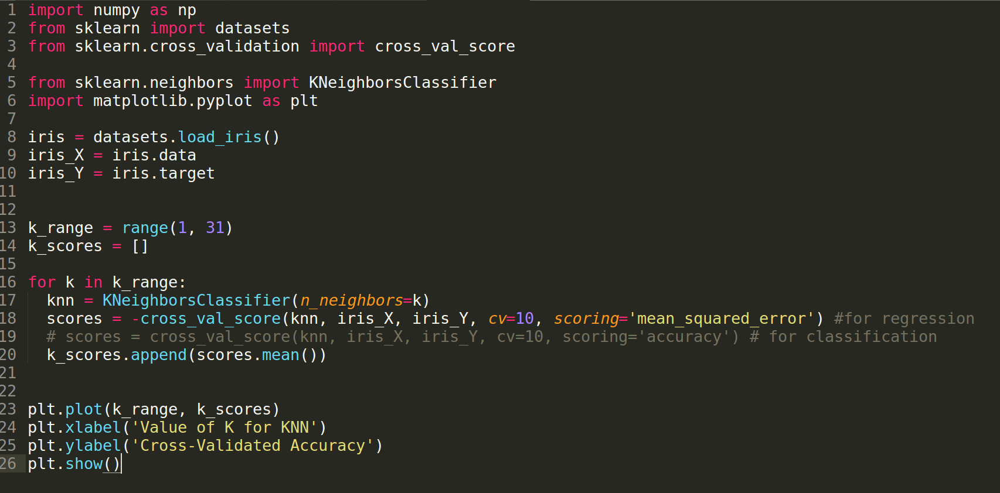 1 import numpy as np
2 from sklearn import datasets
3 from sklearn.cross_validation import cross_val_score
4
5 from sklearn.neighbors import KNeighborsClassifier
6 import matplotlib.pyplot as plt
7
8 iris = datasets.load_iris()
9 iris_X = iris.data
10 iris_Y = iris.target
11
12
13 k_range = range(1, 31)
14 k_scores = []
15
16 for k in k_range:
17   knn = KNeighborsClassifier(n_neighbors=k)
18   scores = -cross_val_score(knn, iris_X, iris_Y, cv=10, scoring='mean_squared_error') #for regression
19   # scores = cross_val_score(knn, iris_X, iris_Y, cv=10, scoring='accuracy') # for classification
20   k_scores.append(scores.mean())
21
22
23 plt.plot(k_range, k_scores)
24 plt.xlabel('Value of K for KNN')
25 plt.ylabel('Cross-Validated Accuracy')
26 plt.show()